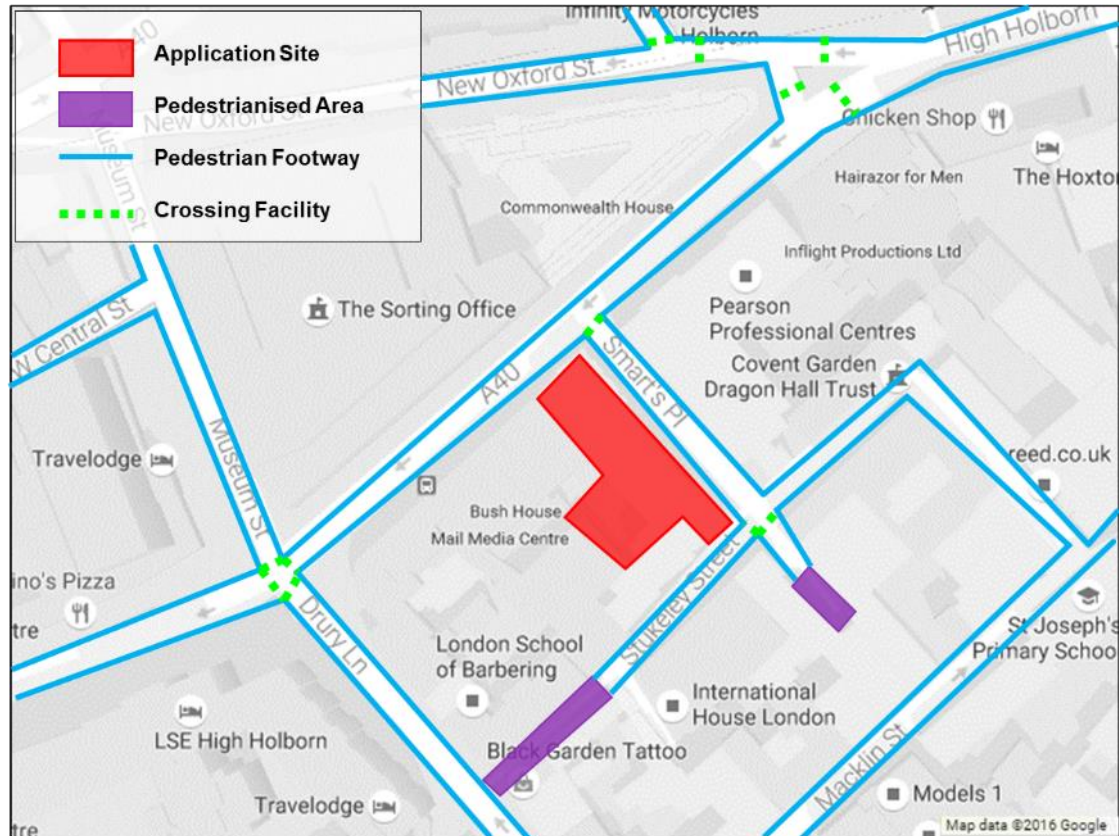 Application Site
Pedestrianised Area
Pedestrian Footway
Crossing Facility
A40
Infinity Motorcycles
Holborn
High Holborn
New Oxford St
New Oxford St
Museum St
Chicken Shop
Hairazor for Men
The Hoxton
Commonwealth House
Inflight Productions Ltd
The Sorting Office
Pearson
Professional Centres
W Central St
Smart's Pl
Covent Garden
Dragon Hall Trust
A40
Travelodge
Museum St
reed.co.uk
Bush House
Mail Media Centre
ino's Pizza
tre
Stukeley Street
Drury Ln
St Joseph's
Primary Schoo
London School
of Barbering
International
House London
LSE High Holborn
Black Garden Tattoo
Macklin St
Travelodge
Models 1
tre
Map data ©2016 Google